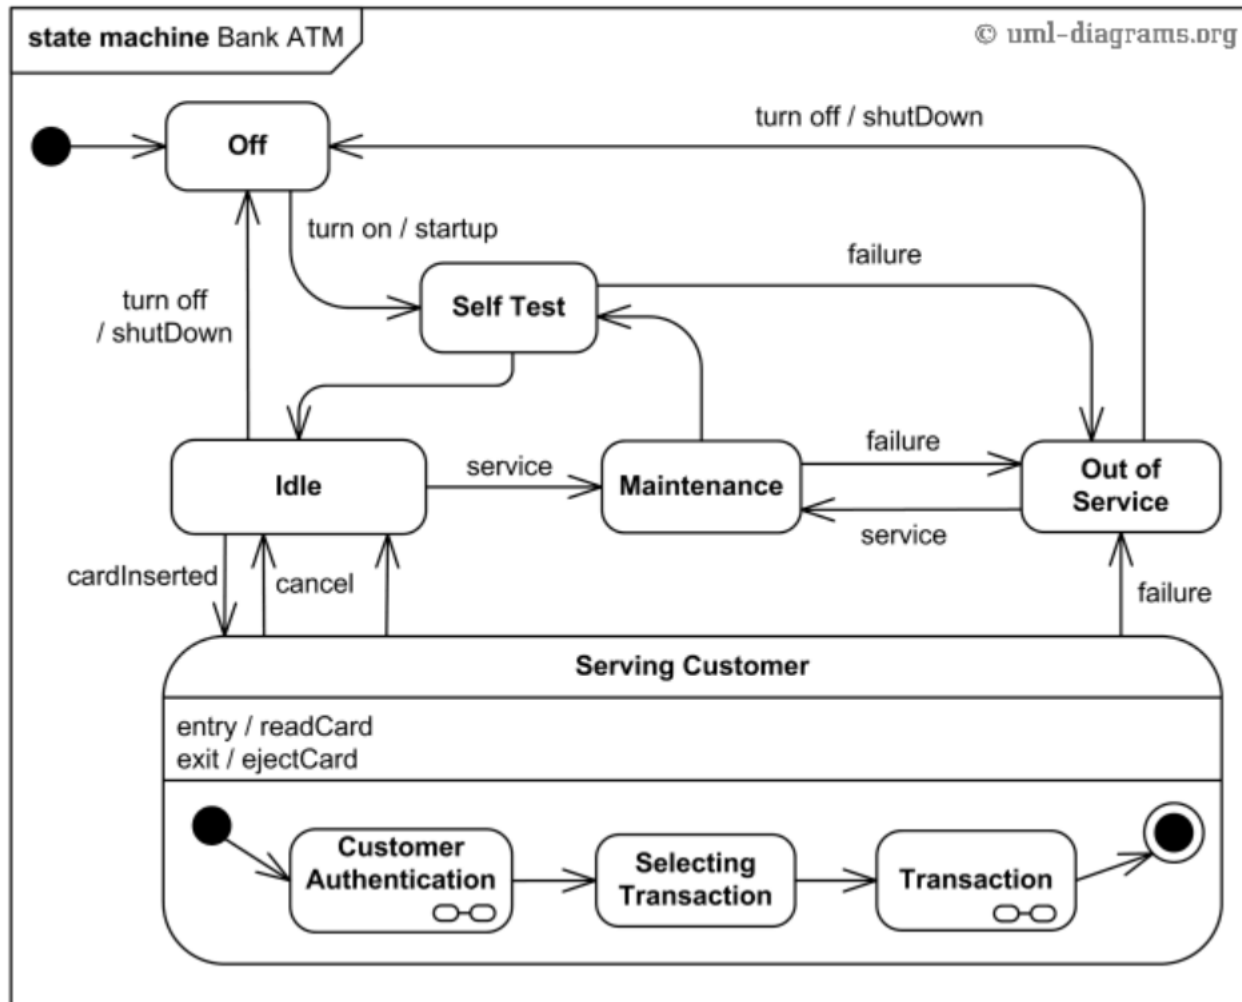 state machine Bank ATM
© uml-diagrams.org
turn off / shutDown
Off
turn on / startup
failure
Self Test
turn off
/ shutDown
failure
Idle
service
Maintenance
Out of
Service
service
cardInserted
cancel
failure
Serving Customer
entry / readCard
exit / ejectCard
Customer
Authentication
Selecting
Transaction
Transaction